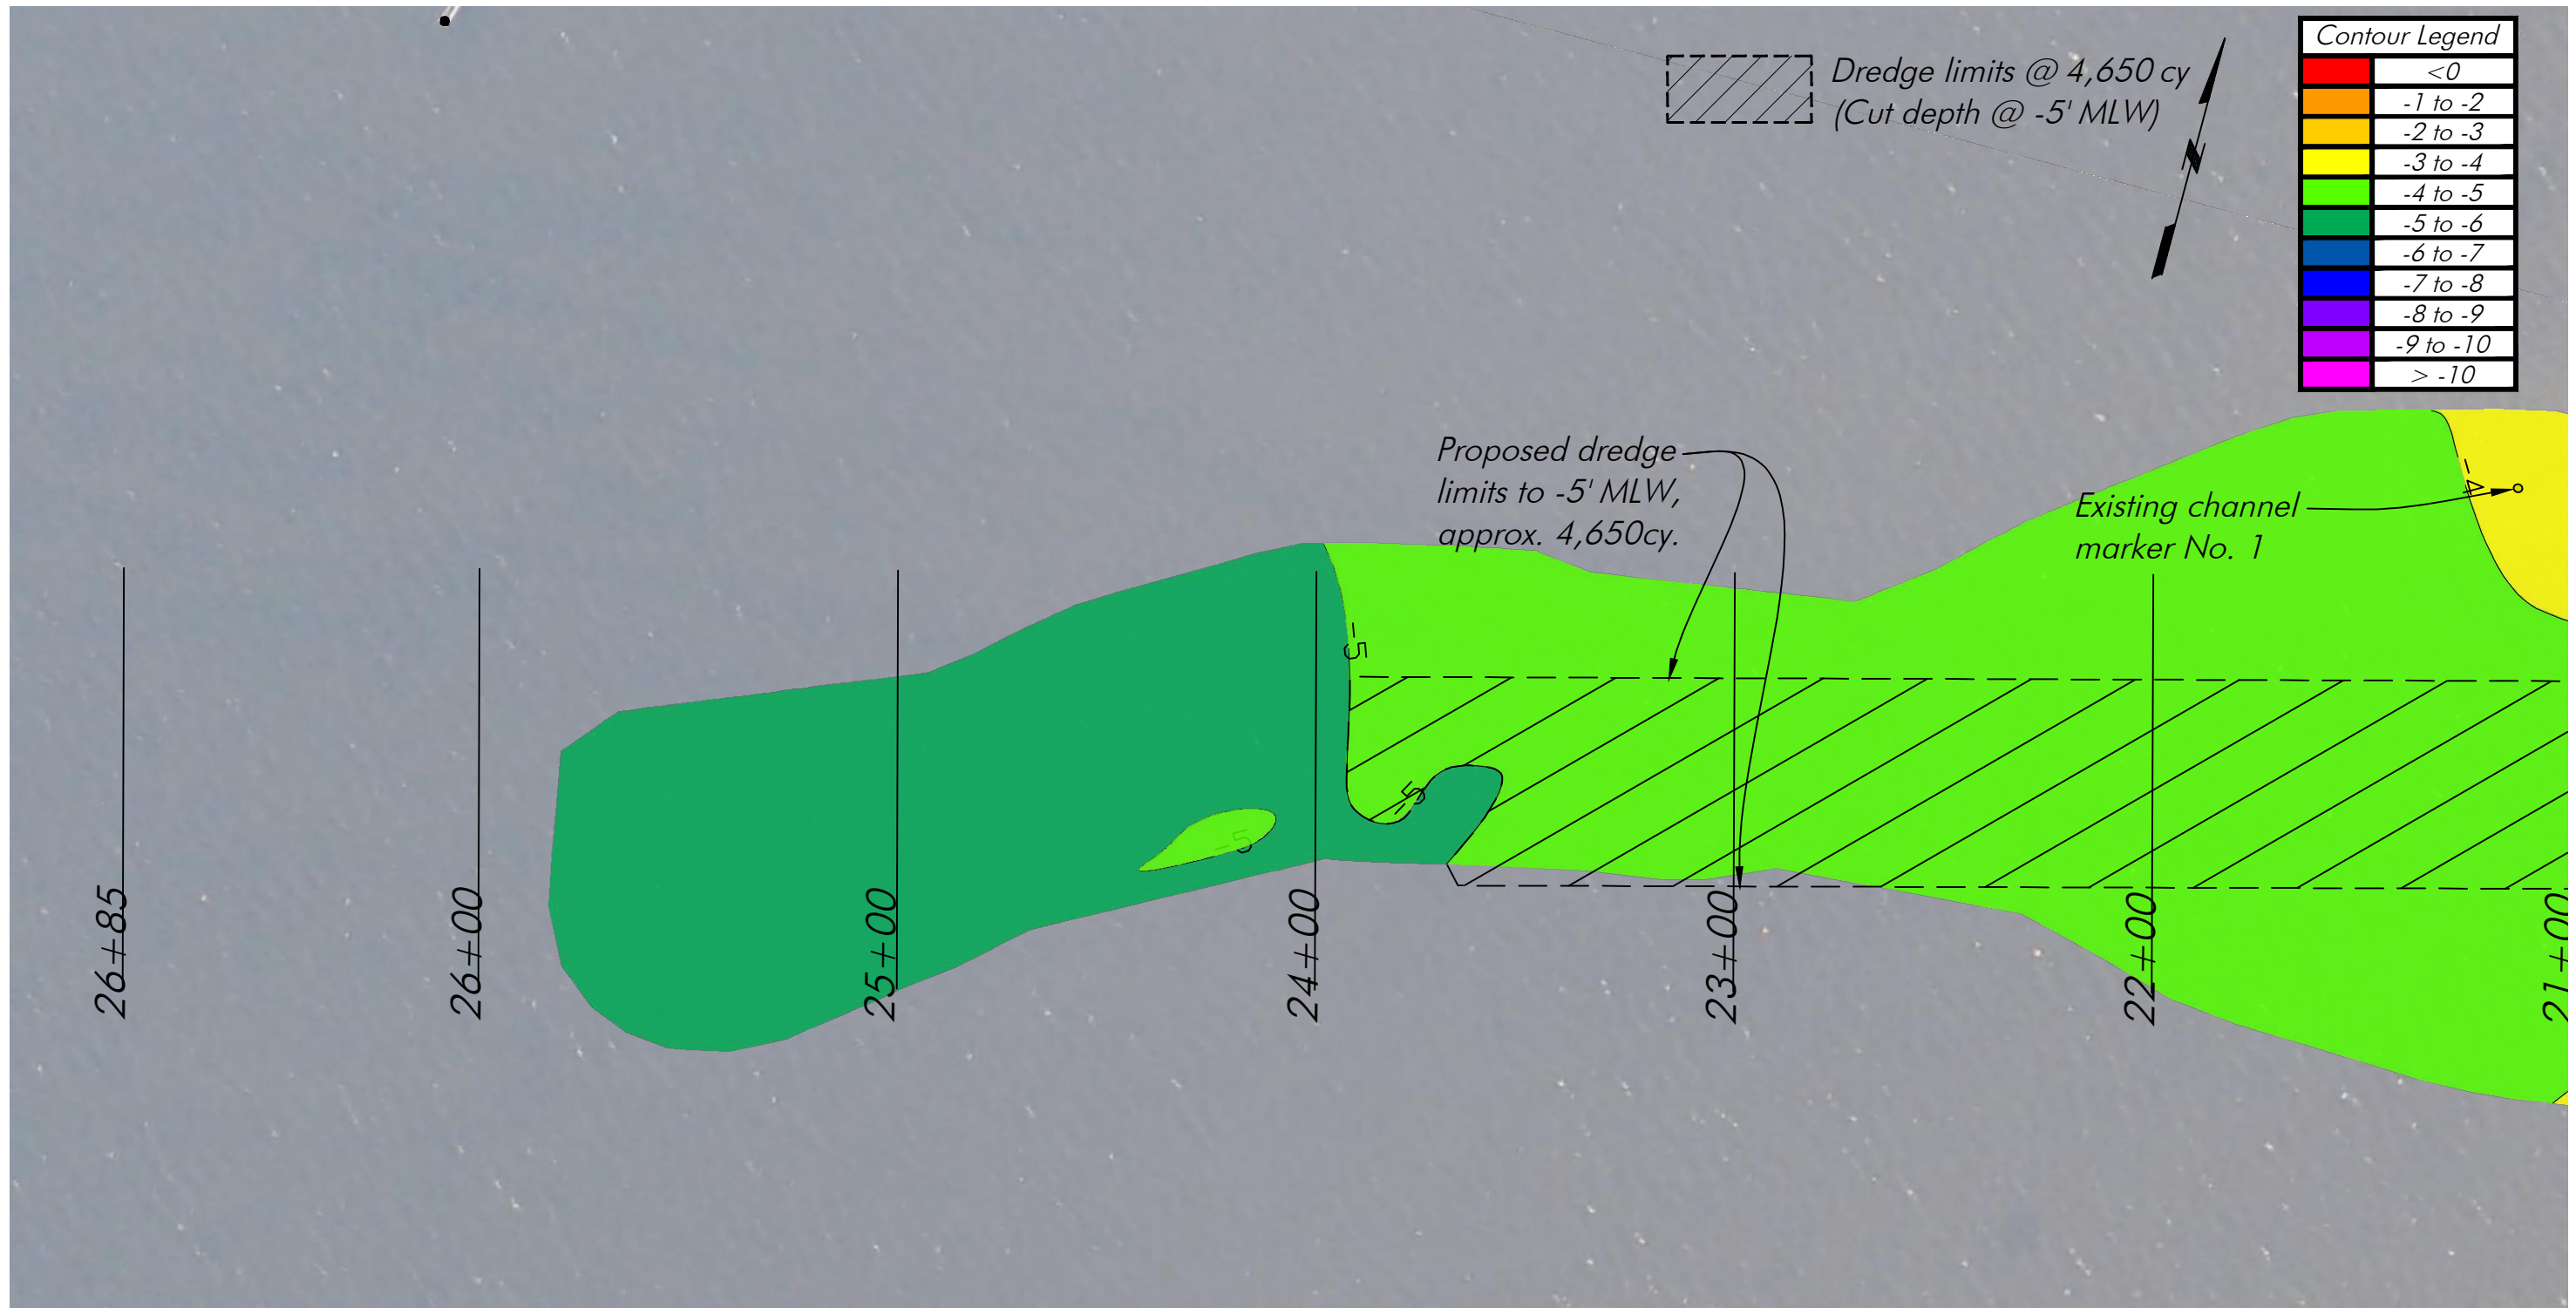 Contour Legend
<0
-1 to -2
-2 to -3
-3 to -4
-4 to -5
-5 to -6
-6 to -7
-7 to -8
-8 to -9
-9 to -10
> -10
Dredge limits @ 4,650 cy
(Cut depth @ -5' MLW)
N
Proposed dredge
limits to -5' MLW,
approx. 4,650cy.
Existing channel
marker No. 1
-4
-5
-5
-5
26+85
26+00
25+00
24+00
23+00
22+00
21+00